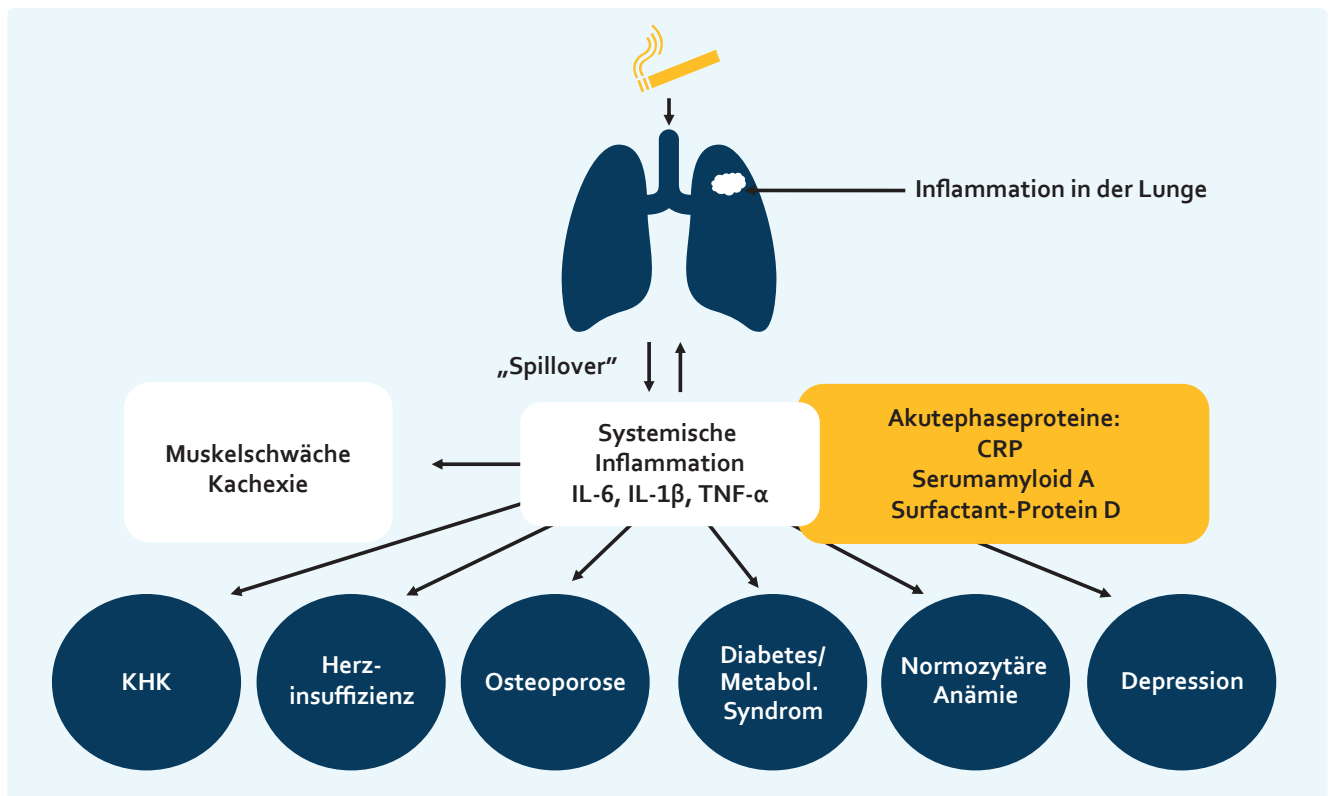 Inflammation in der Lunge
„Spillover”
Muskelschwäche
Kachexie
Systemische
Inflammation
IL-6, IL-1β, TNF-α
Akutephaseproteine:
CRP
Serumamyloid A
Surfactant-Protein D
KHK
Herz-
insuffizienz
Osteoporose
Diabetes/
Metabol.
Syndrom
Normozytäre
Anämie
Depression